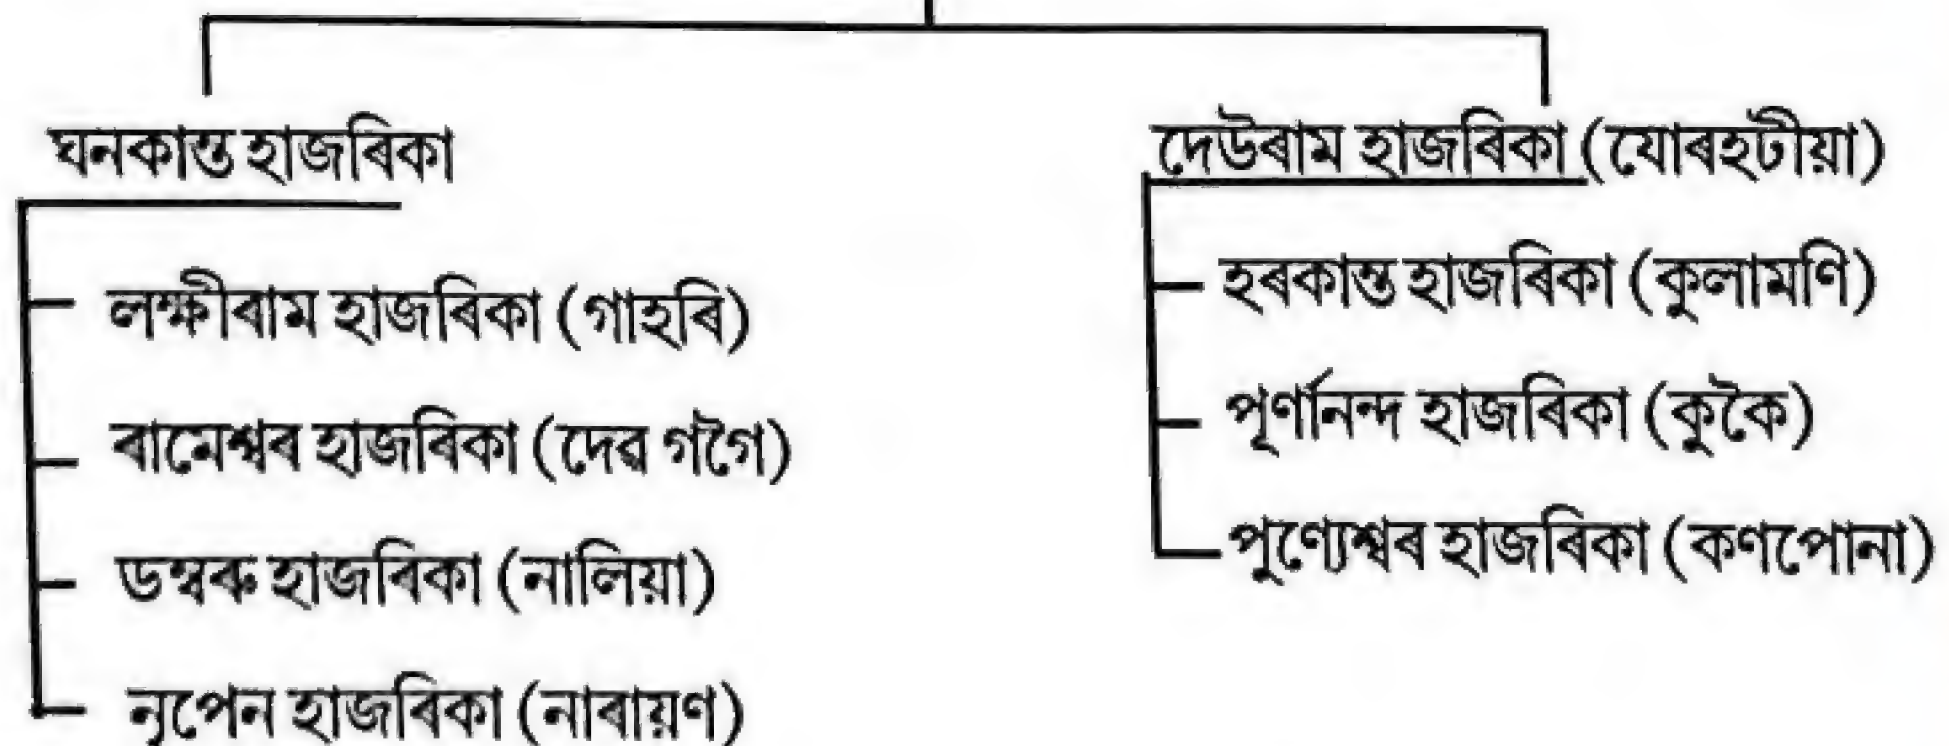 ঘনকান্ত হাজৰিকা
লক্ষীৰাম হাজৰিকা (গাহৰি)
ৰামেশ্বৰ হাজৰিকা (দেৱ গগৈ)
ডম্বৰু হাজৰিকা (নালিয়া)
নৃপেন হাজৰিকা (নাৰায়ণ)
দেউৰাম হাজৰিকা (যোৰহটীয়া)
হৰকান্ত হাজৰিকা (কুলামণি)
পূৰ্ণানন্দ হাজৰিকা (কুকৈ)
পুণ্যেশ্বৰ হাজৰিকা (কণপোনা)